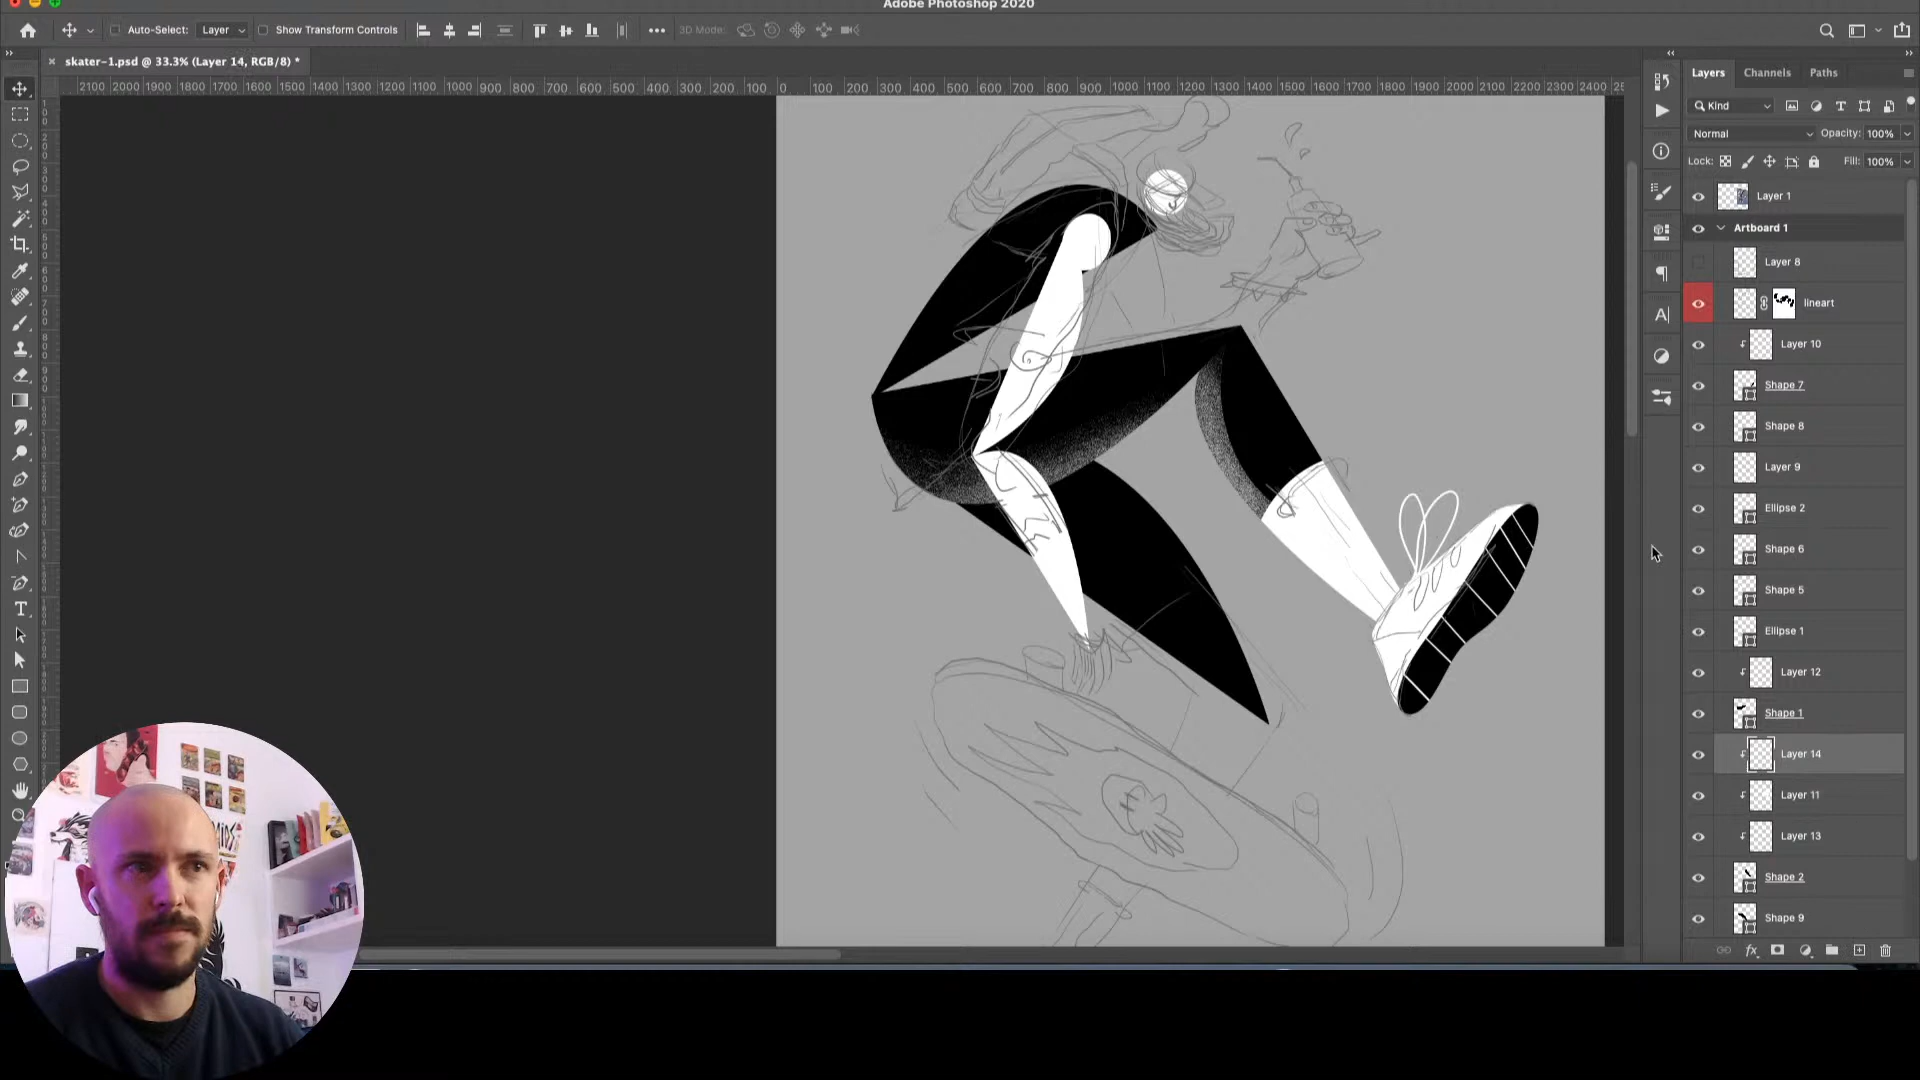 Adobe Photoshop 2020
Auto-Select: Layer Show Transform Controls 3D Mode:
skater-1.psd @ 33.3% (Layer 14, RGB/8) *
2100 2000 1900 1800 1700 1600 1500 1400 1300 1200 1100 1000 900 800 700 600 500 400 300 200 100 0 100 200 300 400 500 600 700 800 900 1000 1100 1200 1300 1400 1500 1600 1700 1800 1900 2000 2100 2200 2300 2400
Layers Channels Paths
Kind
Normal Opacity: 100%
Lock: Fill: 100%
Layer 1
Artboard 1
Layer 8
lineart
Layer 10
Shape 7
Shape 8
Layer 9
Ellipse 2
Shape 6
Shape 5
Ellipse 1
Layer 12
Shape 1
Layer 14
Layer 11
Layer 13
Shape 2
Shape 9